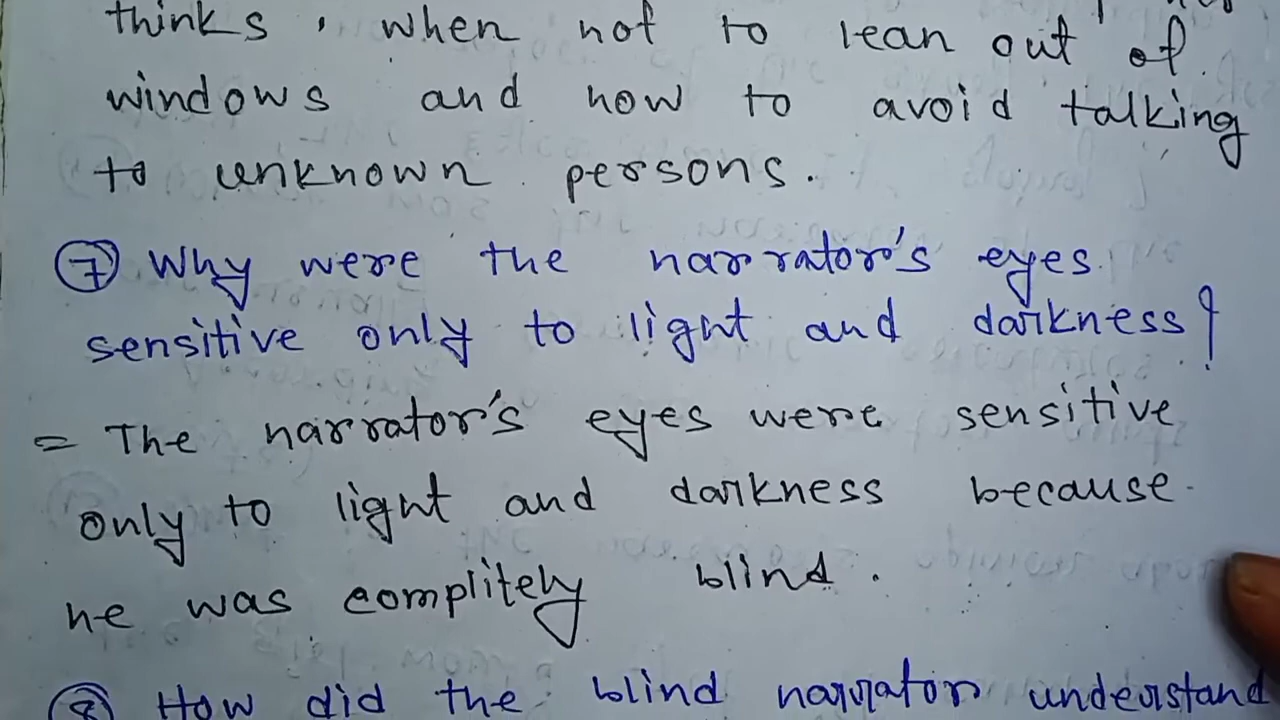 thinks, when not to lean out of
windows and how to avoid talking
to unknown persons.
7 Why were the narrator's eyes
sensitive only to light and darkness?
= The narrator's eyes were sensitive
only to light and darkness because
he was complitely blind.
8 How did the blind narrator understand